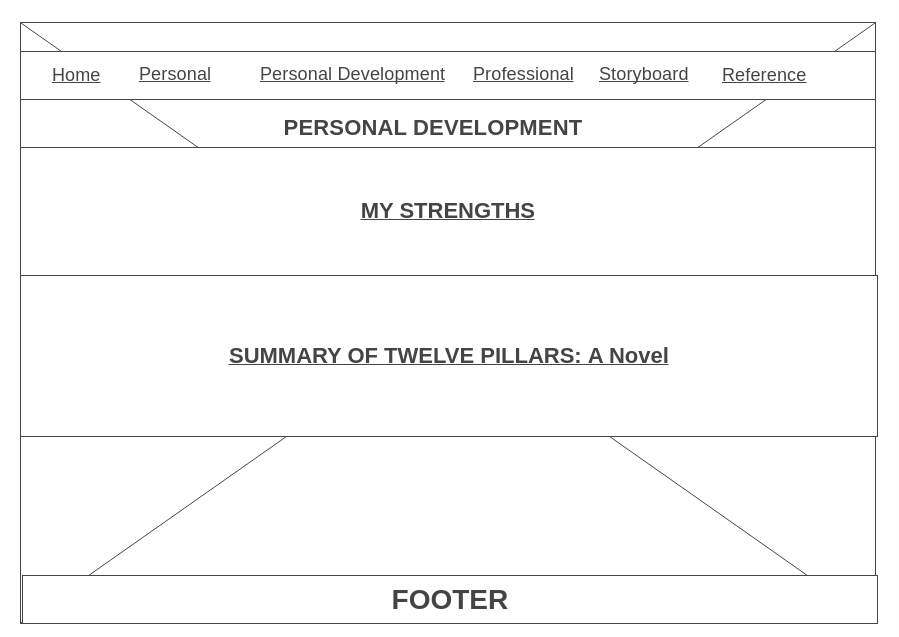 Home Personal Personal Development Professional Storyboard Reference
PERSONAL DEVELOPMENT
MY STRENGTHS
SUMMARY OF TWELVE PILLARS: A Novel
FOOTER